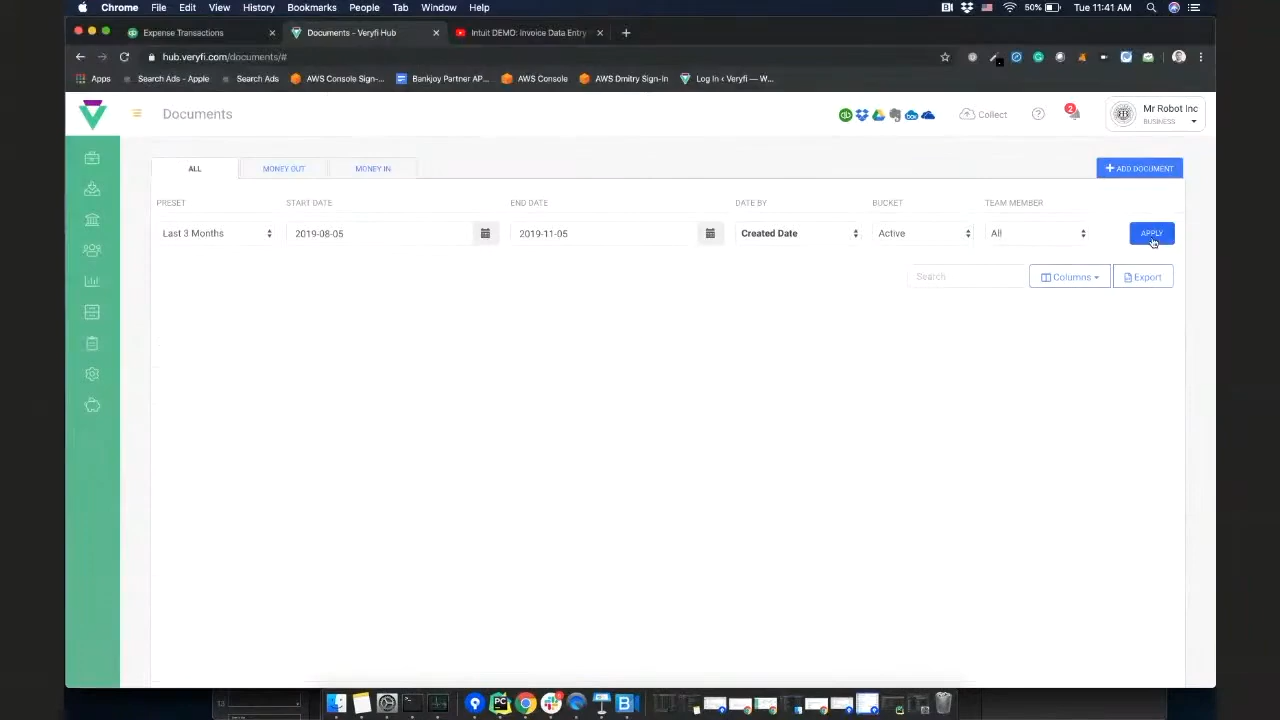 Chrome File Edit View History Bookmarks People Tab Window Help 50% Tue 11:41 AM
Expense Transactions Documents - Veryfi Hub Intuit DEMO: Invoice Data Entry
hub.veryfi.com/documents/#
Apps Search Ads - Apple Search Ads AWS Console Sign-... Bankjoy Partner AP... AWS Console AWS Dmitry Sign-In Log In ‹ Veryfi — W...
Documents Collect 2 Mr Robot Inc
BUSINESS
ALL MONEY OUT MONEY IN + ADD DOCUMENT
PRESET START DATE END DATE DATE BY BUCKET TEAM MEMBER
Last 3 Months 2019-08-05 2019-11-05 Created Date Active All APPLY
Search Columns Export
13